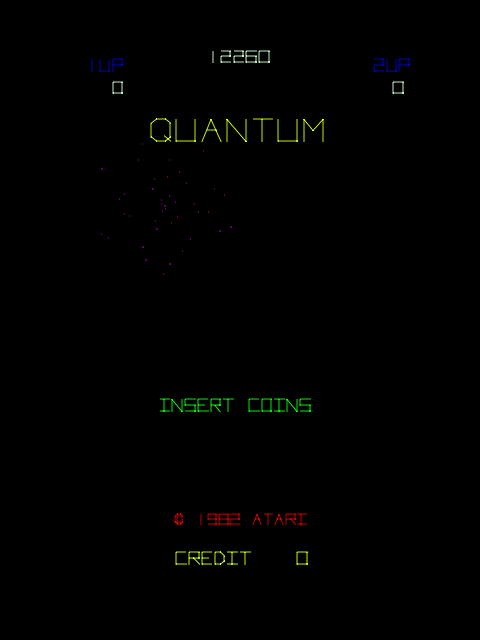 12260
1UP 2UP
0 0
QUANTUM
INSERT COINS
© 1982 ATARI
CREDIT 0